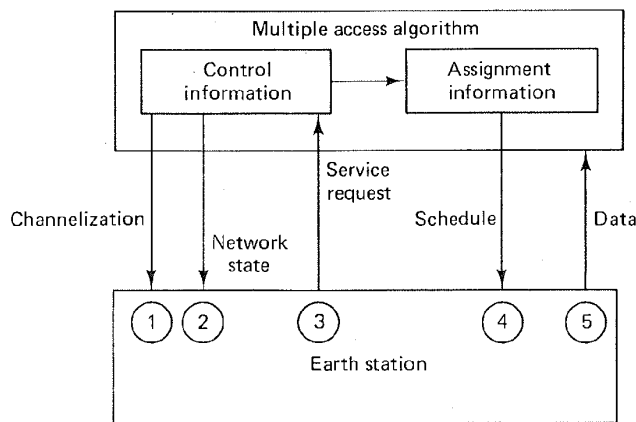 Multiple access algorithm
Control
information
Assignment
information
Service
request
Channelization
Schedule
Data
Network
state
1 2 3 4 5
Earth station